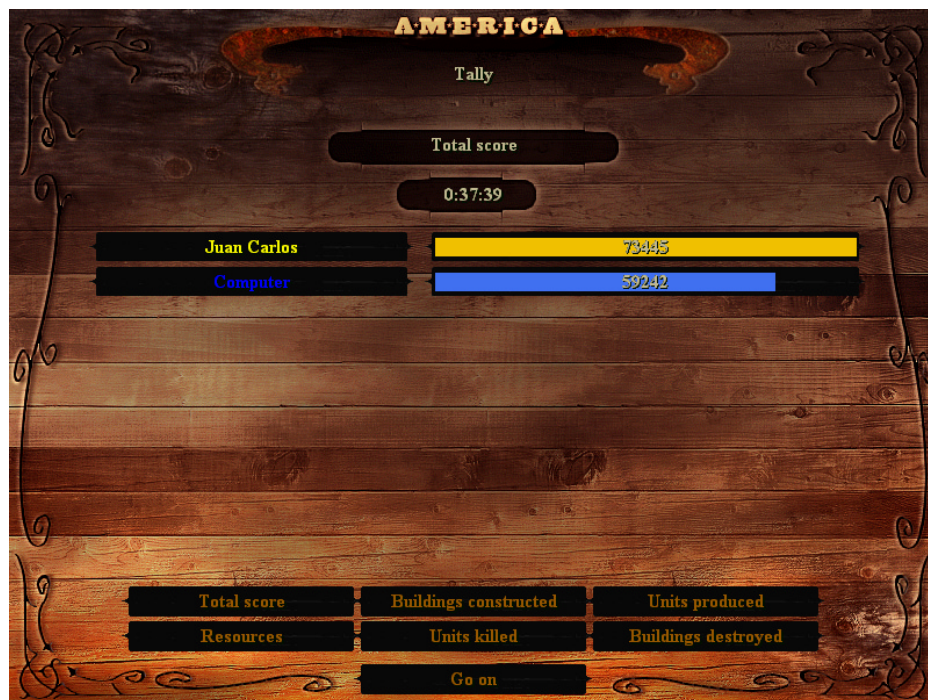 AMERICA
Tally
Total score
0:37:39
Juan Carlos 73445
Computer 59242
Total score Buildings constructed Units produced
Resources Units killed Buildings destroyed
Go on